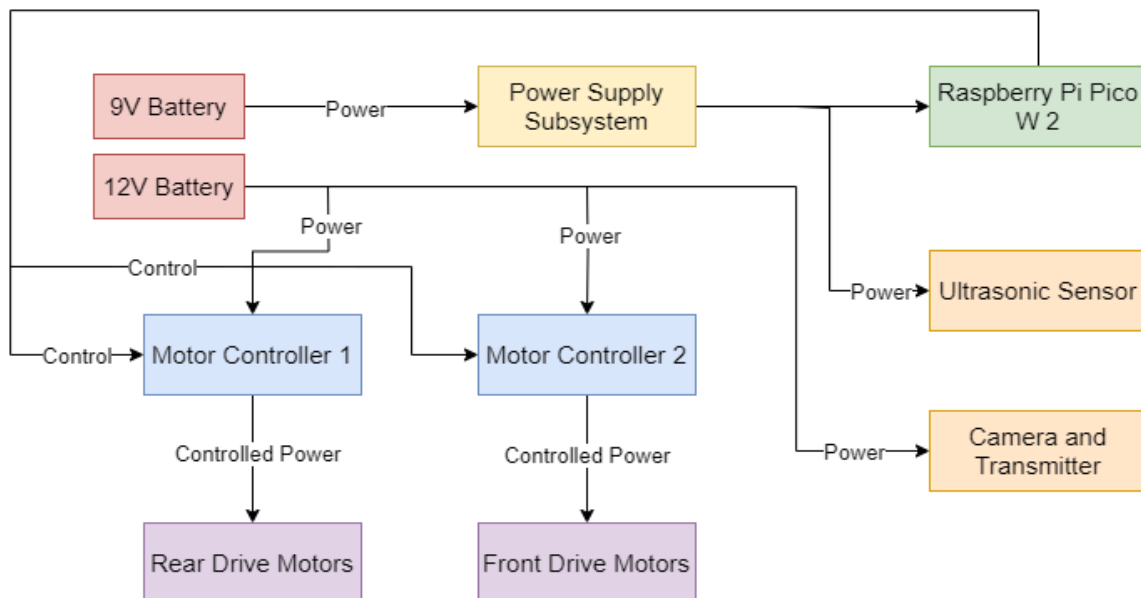 9V Battery
Power
Power Supply
Subsystem
Raspberry Pi Pico
W 2
12V Battery
Power
Power
Control
Power
Ultrasonic Sensor
Control
Motor Controller 1
Motor Controller 2
Controlled Power
Controlled Power
Power
Camera and
Transmitter
Rear Drive Motors
Front Drive Motors